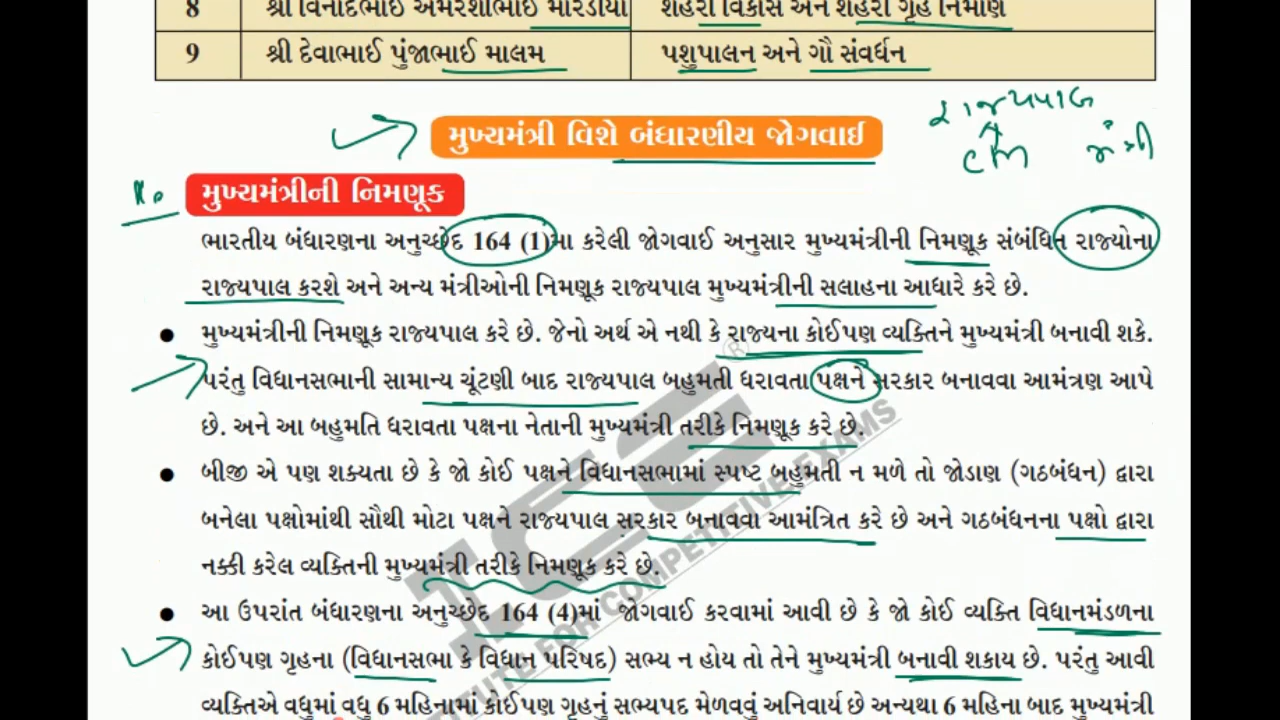 8 શ્રી વિનોદભાઈ અમરશીભાઈ મોરડીયા શહેરી વિકાસ અને શહેરી ગૃહ નિર્માણ
9 શ્રી દેવાભાઈ પુંજાભાઈ માલમ પશુપાલન અને ગૌ સંવર્ધન
મુખ્યમંત્રી વિશે બંધારણીય જોગવાઈ
રાજ્યપાલ
CM મંત્રી
મુખ્યમંત્રીની નિમણૂક
ભારતીય બંધારણના અનુચ્છેદ 164 (1)મા કરેલી જોગવાઈ અનુસાર મુખ્યમંત્રીની નિમણૂક સંબંધિત રાજ્યોના
રાજ્યપાલ કરશે અને અન્ય મંત્રીઓની નિમણૂક રાજ્યપાલ મુખ્યમંત્રીની સલાહના આધારે કરે છે.
● મુખ્યમંત્રીની નિમણૂક રાજ્યપાલ કરે છે. જેનો અર્થ એ નથી કે રાજ્યના કોઈપણ વ્યક્તિને મુખ્યમંત્રી બનાવી શકે.
પરંતુ વિધાનસભાની સામાન્ય ચૂંટણી બાદ રાજ્યપાલ બહુમતી ધરાવતા પક્ષને સરકાર બનાવવા આમંત્રણ આપે
છે. અને આ બહુમતિ ધરાવતા પક્ષના નેતાની મુખ્યમંત્રી તરીકે નિમણૂક કરે છે.
● બીજી એ પણ શક્યતા છે કે જો કોઈ પક્ષને વિધાનસભામાં સ્પષ્ટ બહુમતી ન મળે તો જોડાણ (ગઠબંધન) દ્વારા
બનેલા પક્ષોમાંથી સૌથી મોટા પક્ષને રાજ્યપાલ સરકાર બનાવવા આમંત્રિત કરે છે અને ગઠબંધનના પક્ષો દ્વારા
નક્કી કરેલ વ્યક્તિની મુખ્યમંત્રી તરીકે નિમણૂક કરે છે.
● આ ઉપરાંત બંધારણના અનુચ્છેદ 164 (4)માં જોગવાઈ કરવામાં આવી છે કે જો કોઈ વ્યક્તિ વિધાનમંડળના
કોઈપણ ગૃહના (વિધાનસભા કે વિધાન પરિષદ) સભ્ય ન હોય તો તેને મુખ્યમંત્રી બનાવી શકાય છે. પરંતુ આવી
વ્યક્તિએ વધુમાં વધુ 6 મહિનામાં કોઈપણ ગૃહનું સભ્યપદ મેળવવું અનિવાર્ય છે અન્યથા 6 મહિના બાદ મુખ્યમંત્રી
ICE ®
INSTITUTE FOR COMPETITIVE EXAMS